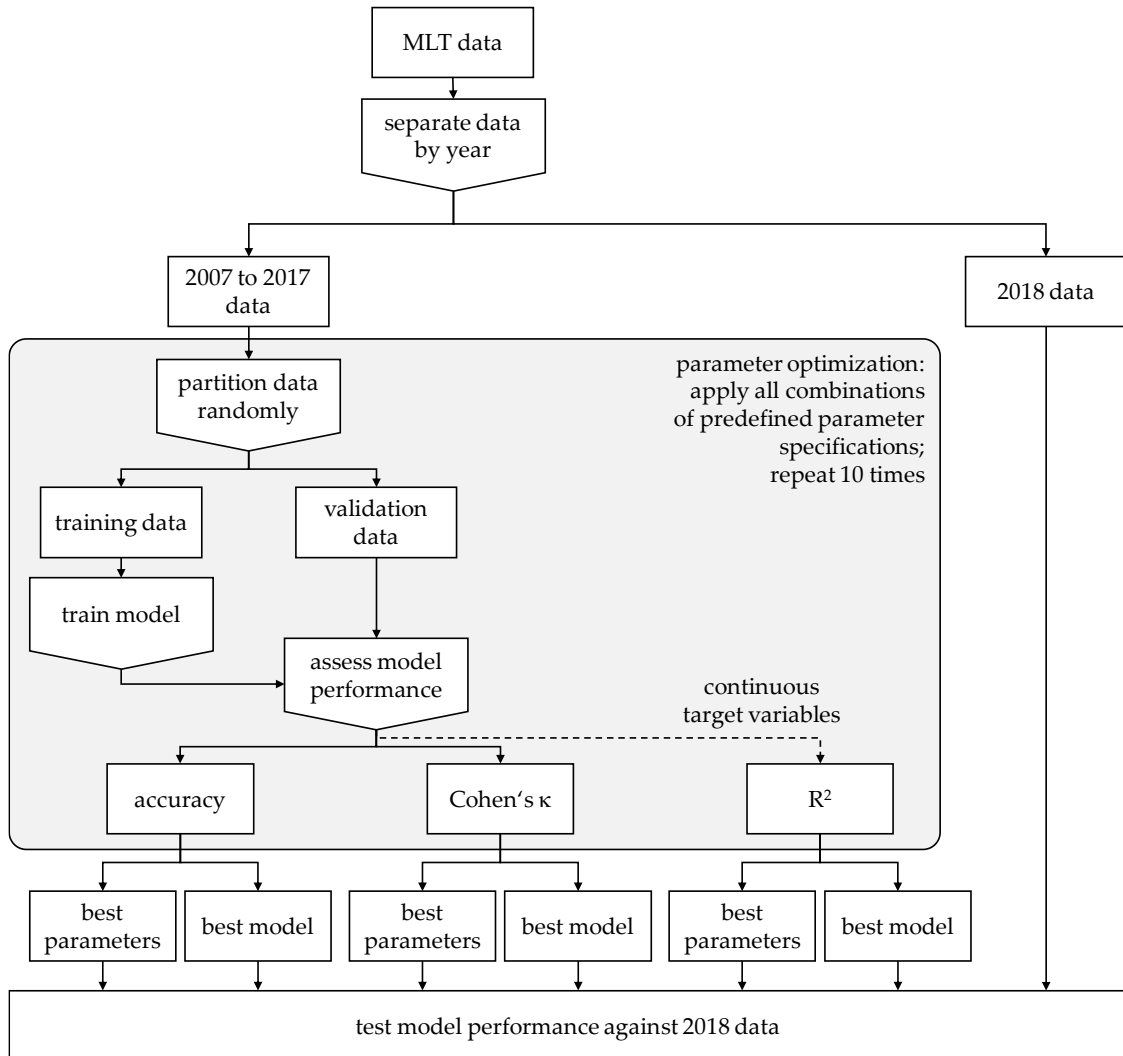 MLT data
separate data
by year
2007 to 2017
data
2018 data
partition data
randomly
parameter optimization:
apply all combinations
of predefined parameter
specifications;
repeat 10 times
training data
validation
data
train model
assess model
performance
continuous
target variables
accuracy
Cohen‘s κ
R²
best
parameters
best model
best
parameters
best model
best
parameters
best model
test model performance against 2018 data